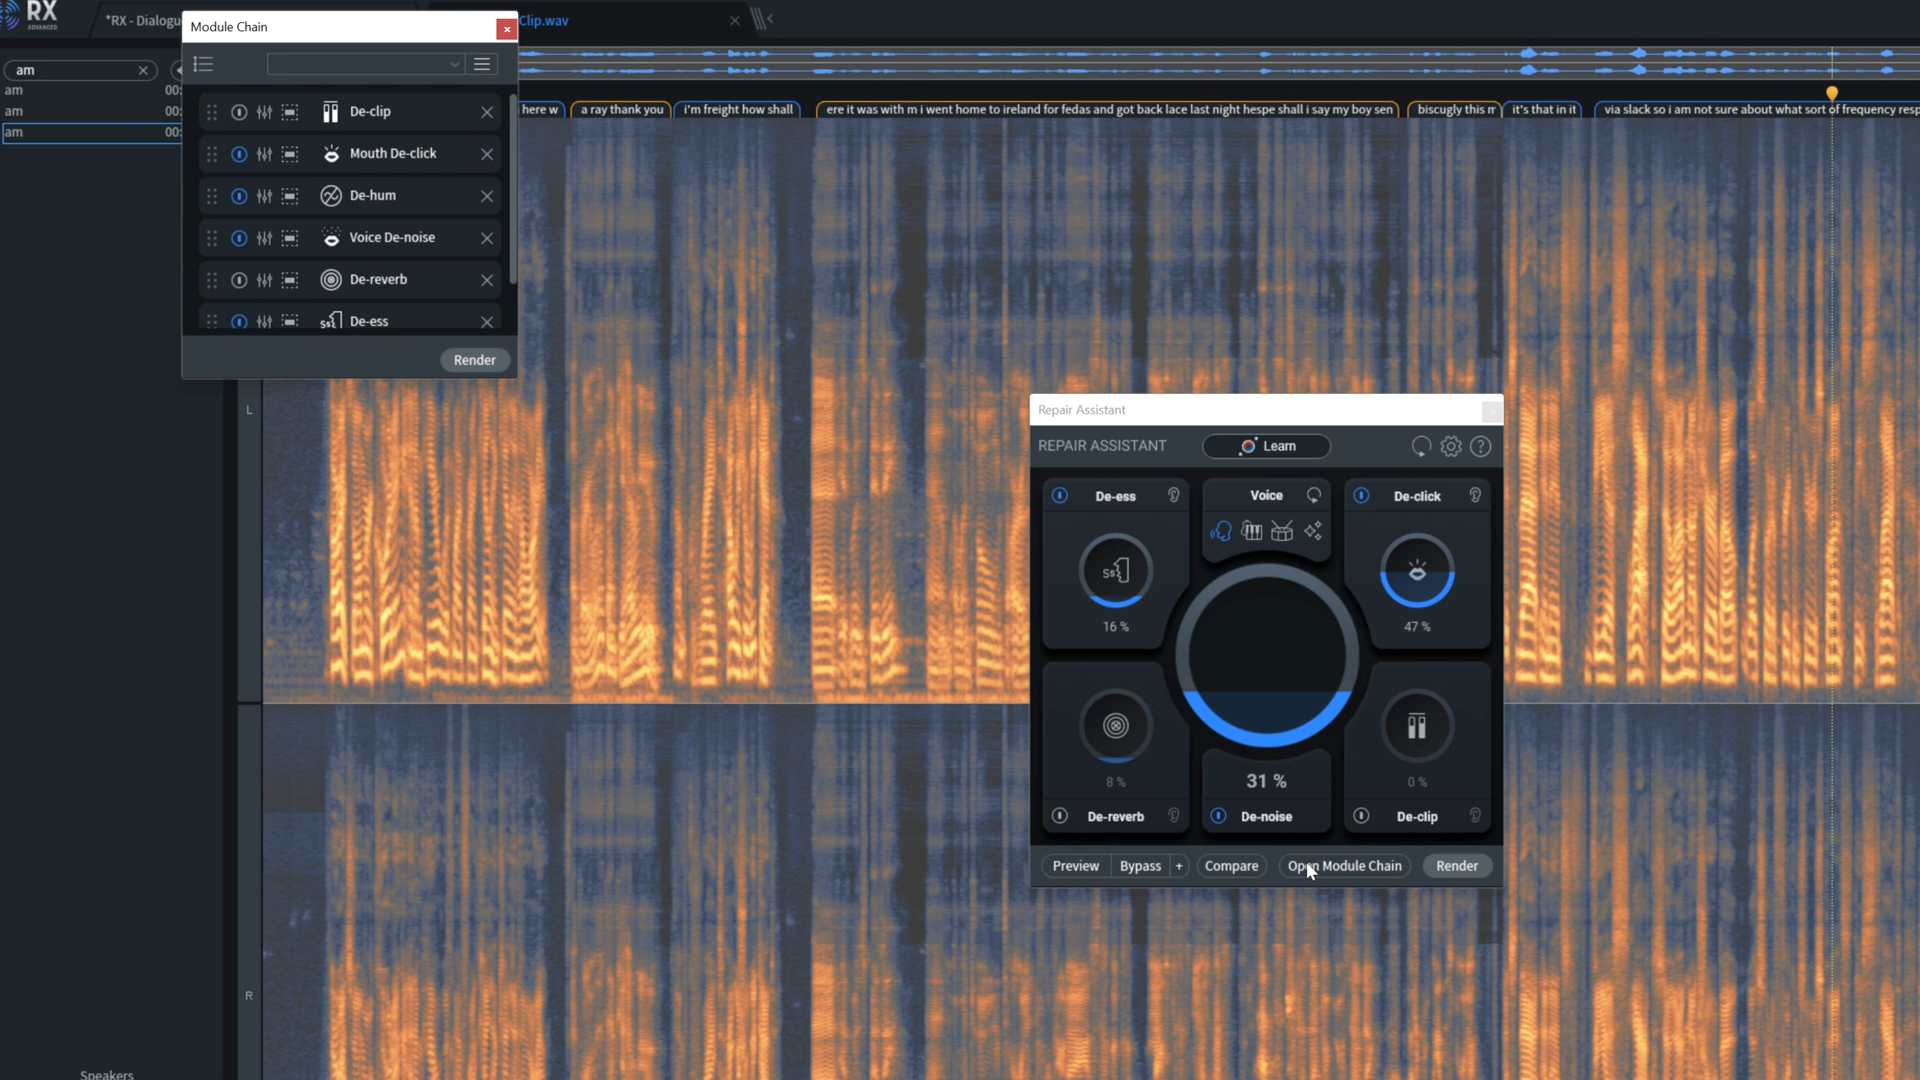 RX
ADVANCED
*RX - Dialogu
Clip.wav
Module Chain
am
am 00:
am 00:
am 00:
De-clip
Mouth De-click
De-hum
Voice De-noise
De-reverb
De-ess
Render
here w
a ray thank you
i'm freight how shall
ere it was with m i went home to ireland for fedas and got back lace last night hespe shall i say my boy sen
biscugly this m
it's that in it
via slack so i am not sure about what sort of frequency resp
L
R
Repair Assistant
REPAIR ASSISTANT
Learn
De-ess
Voice
De-click
16 %
47 %
8 %
31 %
0 %
De-reverb
De-noise
De-clip
Preview
Bypass
+
Compare
Open Module Chain
Render
Speakers